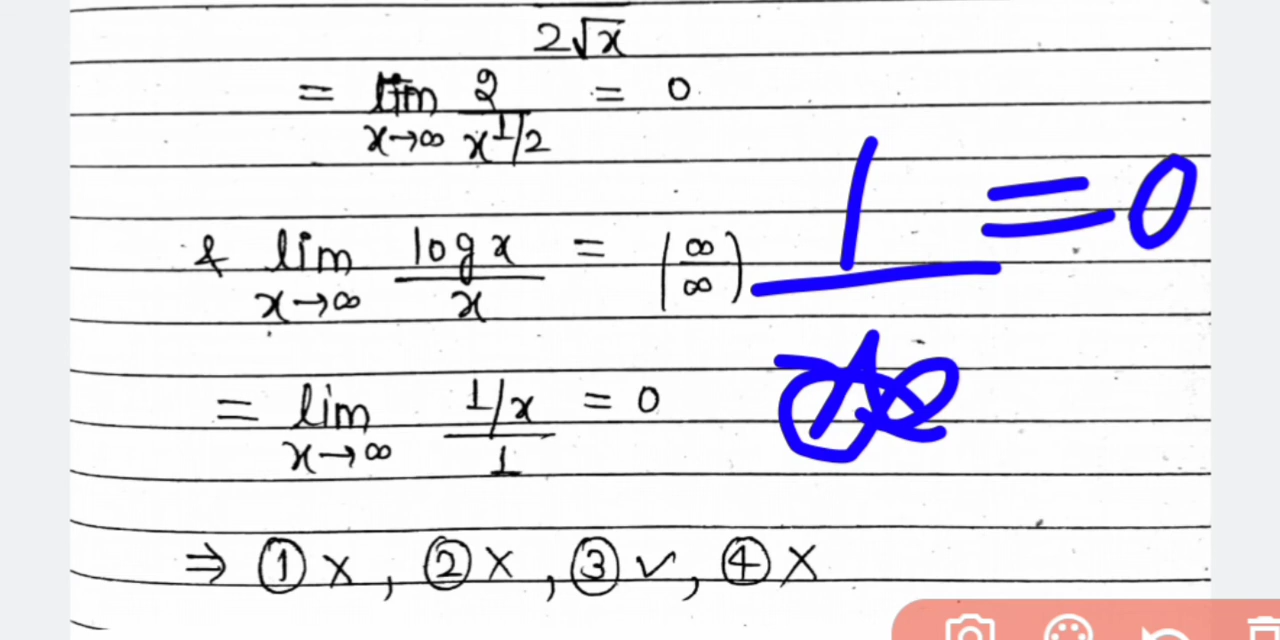 2√x
= lim x→∞ 2/x^1/2 = 0
& lim x→∞ log x/x = (∞/∞)
1/∞ = 0
= lim x→∞ 1/x/1 = 0
⇒ ① x, ② x, ③ ✓, ④ x